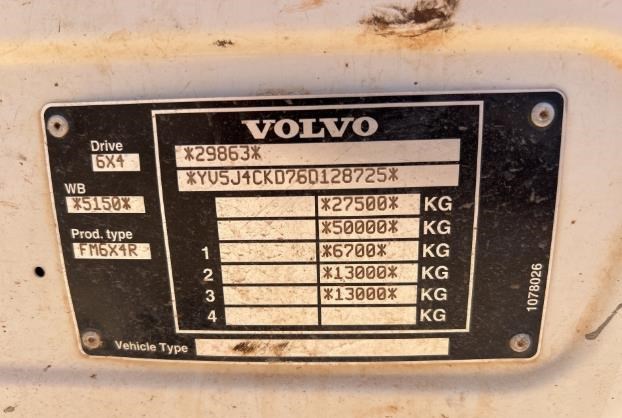 VOLVO
Drive
6X4
*29863*
*YV5J4CKD76D128725*
WB
*5150*
*27500* KG
*50000* KG
Prod. type
FM6X4R
1 *6700* KG
2 *13000* KG
3 *13000* KG
4 KG
Vehicle Type
1078026